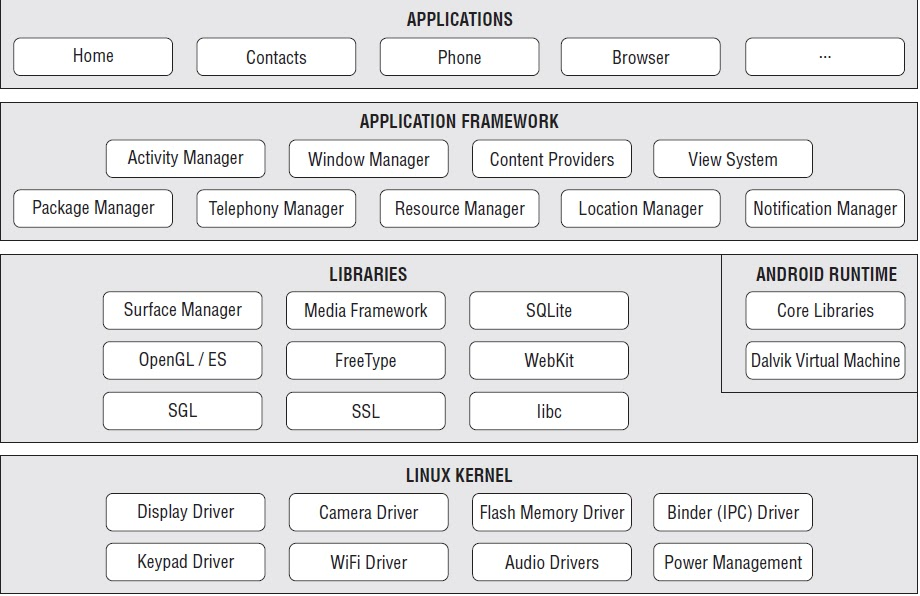 APPLICATIONS
Home
Contacts
Phone
Browser
...
APPLICATION FRAMEWORK
Activity Manager
Window Manager
Content Providers
View System
Package Manager
Telephony Manager
Resource Manager
Location Manager
Notification Manager
LIBRARIES
Surface Manager
Media Framework
SQLite
OpenGL / ES
FreeType
WebKit
SGL
SSL
libc
ANDROID RUNTIME
Core Libraries
Dalvik Virtual Machine
LINUX KERNEL
Display Driver
Camera Driver
Flash Memory Driver
Binder (IPC) Driver
Keypad Driver
WiFi Driver
Audio Drivers
Power Management